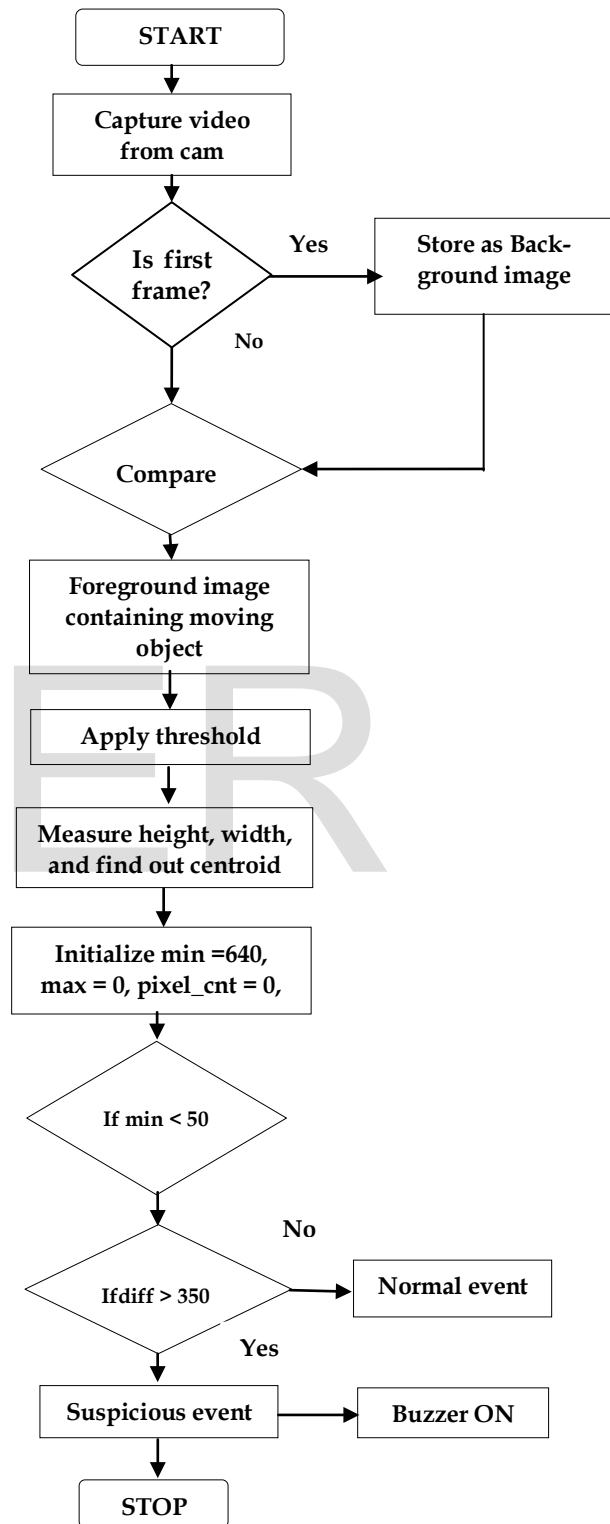 START
Capture video
from cam
Is first
frame?
Yes
Store as Back-
ground image
No
Compare
Foreground image
containing moving
object
ER
Apply threshold
Measure height, width,
and find out centroid
Initialize min =640,
max = 0, pixel_cnt = 0,
If min < 50
No
Ifdiff > 350
Normal event
Yes
Suspicious event
Buzzer ON
STOP